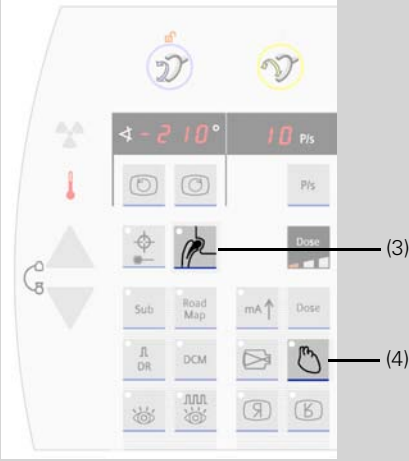 -210° 10 P/s
P/s
Dose
(3)
Sub Road Map mA Dose
(4)
DR DCM
R R